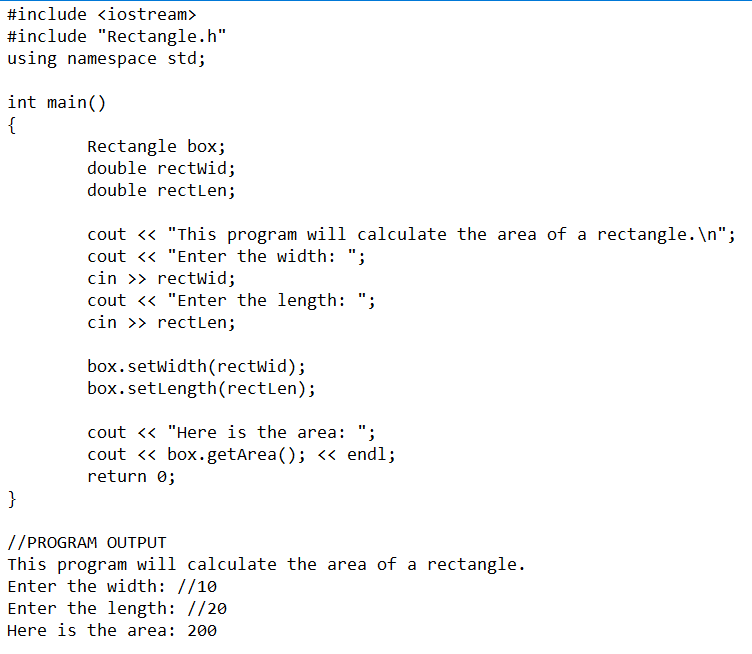 #include <iostream>
#include "Rectangle.h"
using namespace std;

int main()
{
        Rectangle box;
        double rectWid;
        double rectLen;

        cout << "This program will calculate the area of a rectangle.\n";
        cout << "Enter the width: ";
        cin >> rectWid;
        cout << "Enter the length: ";
        cin >> rectLen;

        box.setWidth(rectWid);
        box.setLength(rectLen);

        cout << "Here is the area: ";
        cout << box.getArea(); << endl;
        return 0;
}

//PROGRAM OUTPUT
This program will calculate the area of a rectangle.
Enter the width: //10
Enter the length: //20
Here is the area: 200